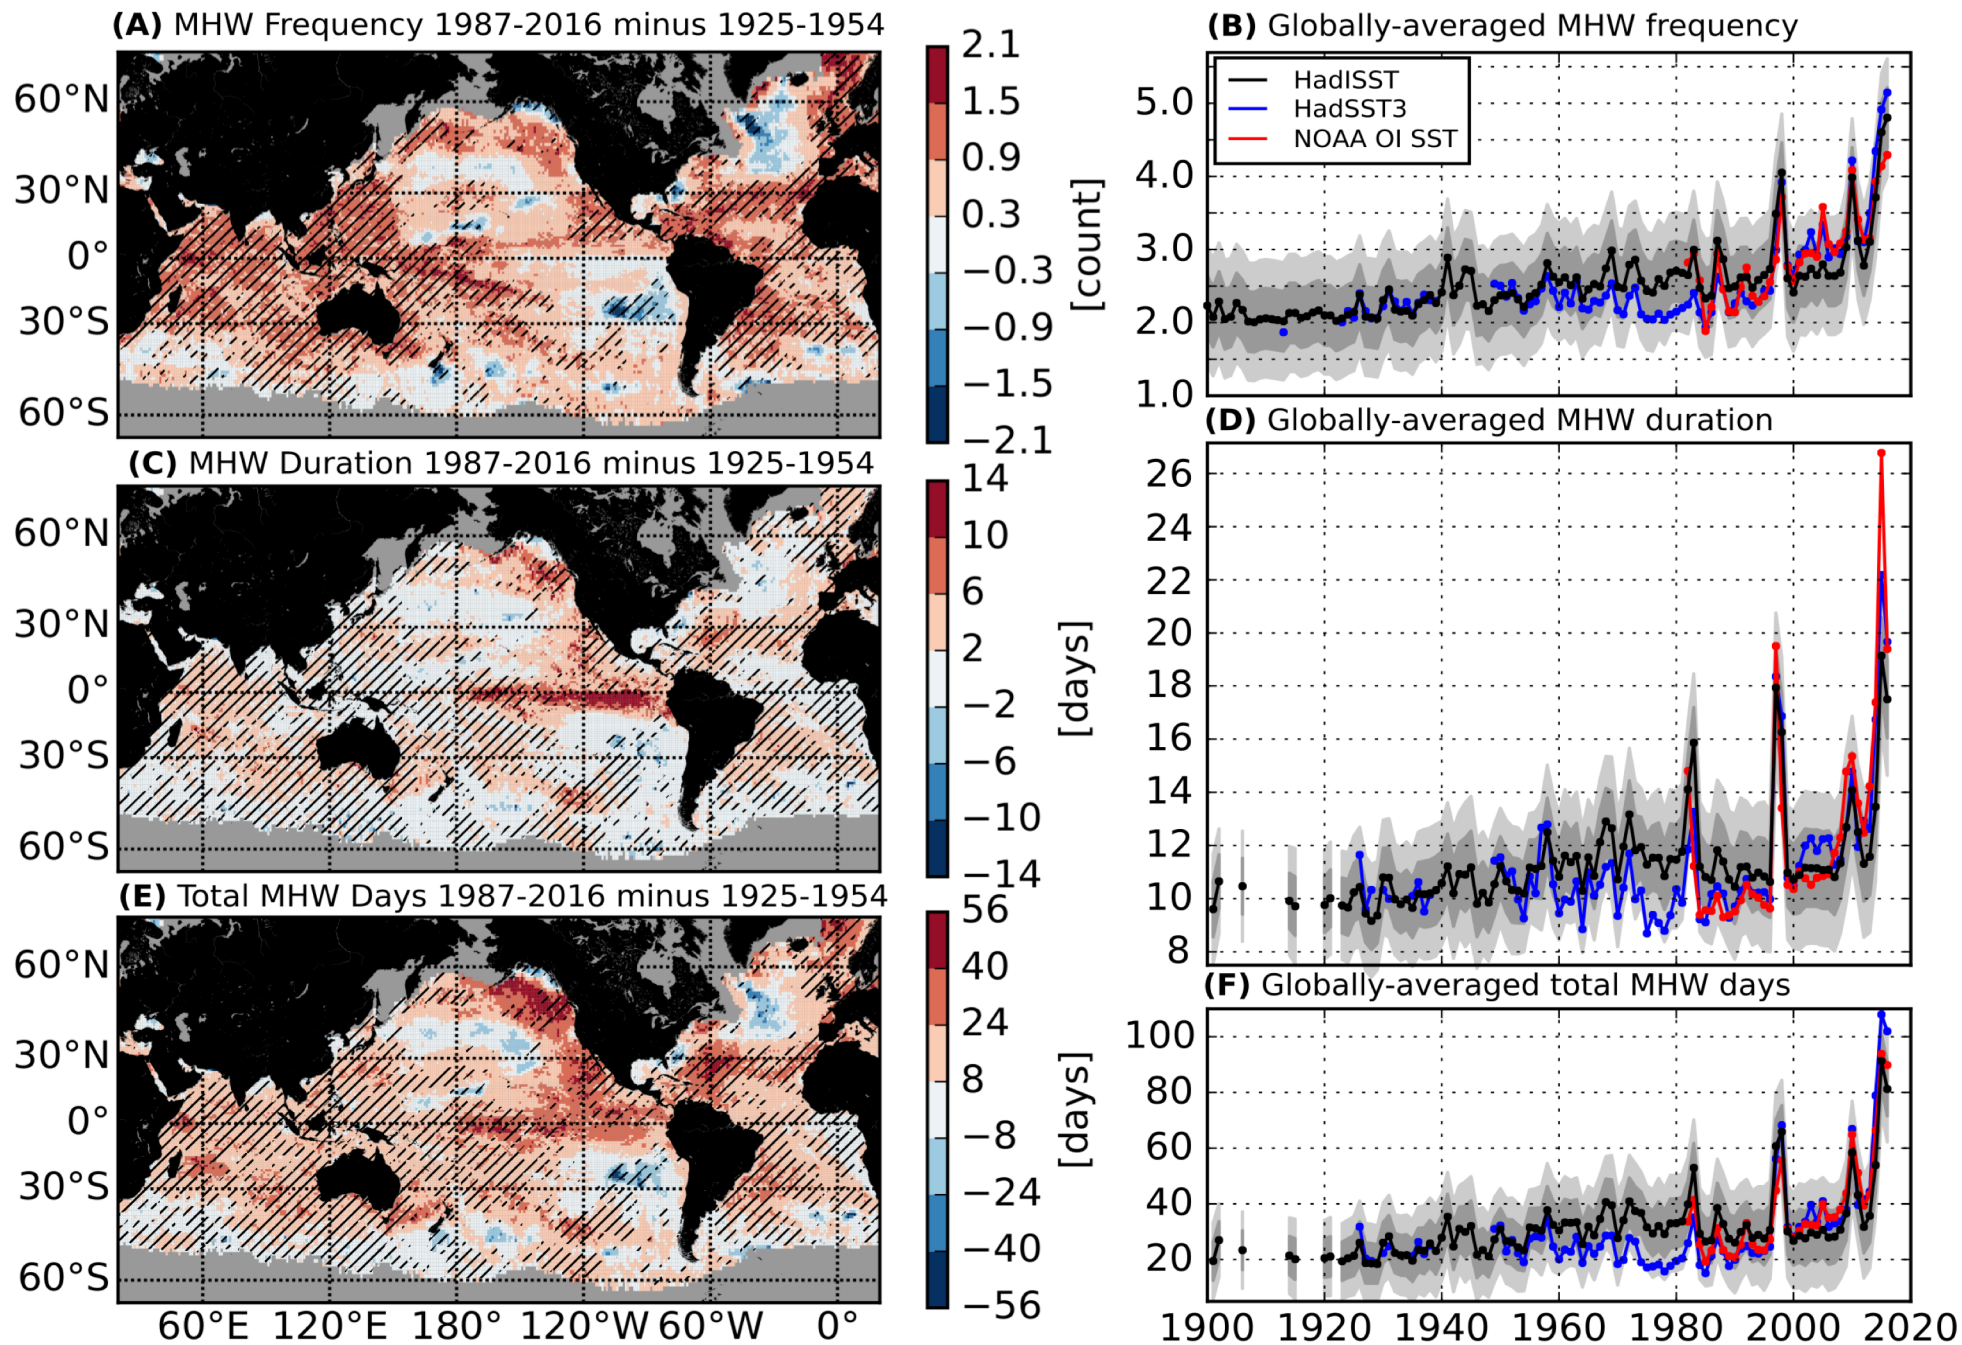 (A) MHW Frequency 1987-2016 minus 1925-1954
60°N
30°N
0°
30°S
60°S
2.1
1.5
0.9
0.3
−0.3
−0.9
−1.5
−2.1
[count]
(B) Globally-averaged MHW frequency
HadISST
HadSST3
NOAA OI SST
5.0
4.0
3.0
2.0
1.0
(C) MHW Duration 1987-2016 minus 1925-1954
60°N
30°N
0°
30°S
60°S
14
10
6
2
−2
−6
−10
−14
[days]
(D) Globally-averaged MHW duration
26
24
22
20
18
16
14
12
10
8
(E) Total MHW Days 1987-2016 minus 1925-1954
60°N
30°N
0°
30°S
60°S
60°E 120°E 180° 120°W 60°W 0°
56
40
24
8
−8
−24
−40
−56
[days]
(F) Globally-averaged total MHW days
100
80
60
40
20
1900 1920 1940 1960 1980 2000 2020